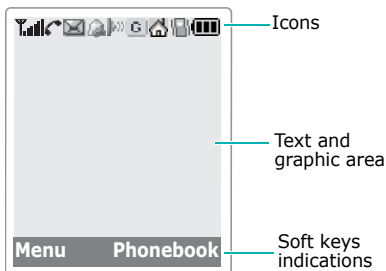 G
Icons
Text and
graphic area
Menu Phonebook
Soft keys
indications